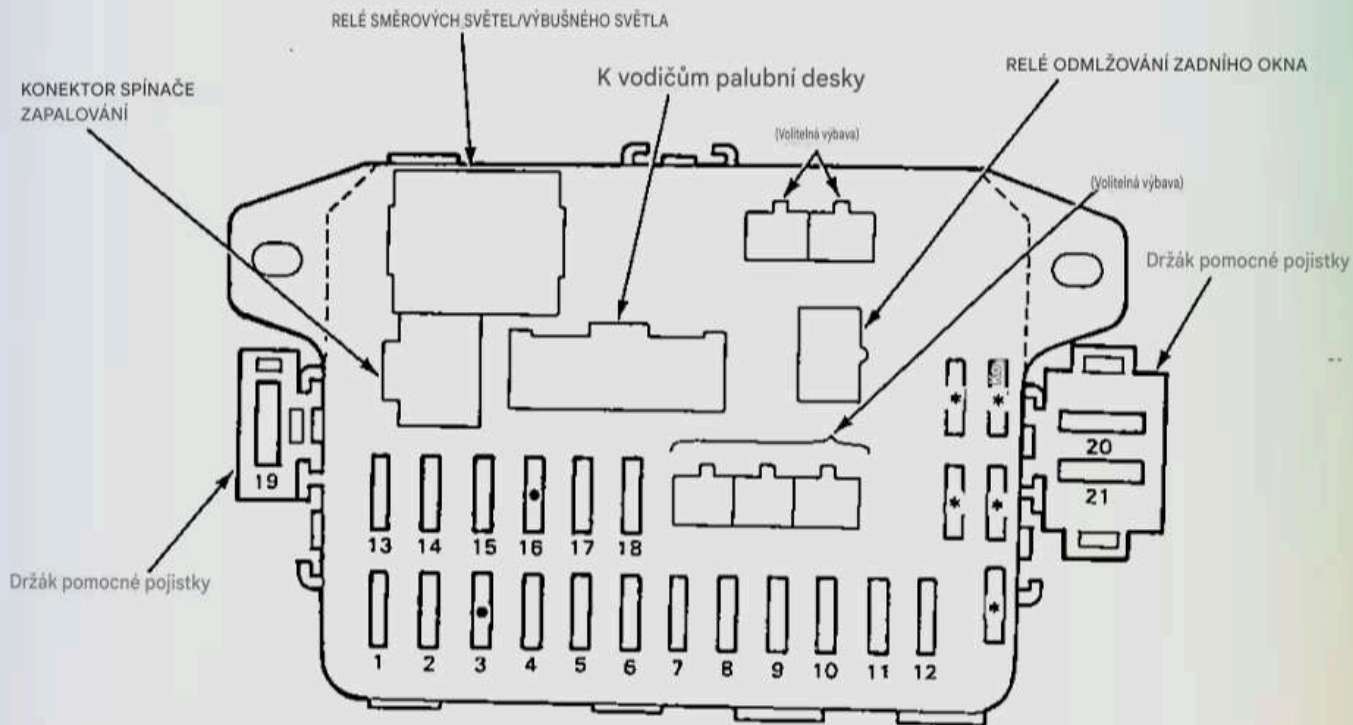 RELÉ SMĚROVÝCH SVĚTEL/VÝBUŠNÉHO SVĚTLA
KONEKTOR SPÍNAČE
ZAPALOVÁNÍ
K vodičům palubní desky
RELÉ ODMLŽOVÁNÍ ZADNÍHO OKNA
(Volitelná výbava)
(Volitelná výbava)
Držák pomocné pojistky
* *
19
20
21
* *
13 14 15 16 17 18
Držák pomocné pojistky
*
1 2 3 4 5 6 7 8 9 10 11 12